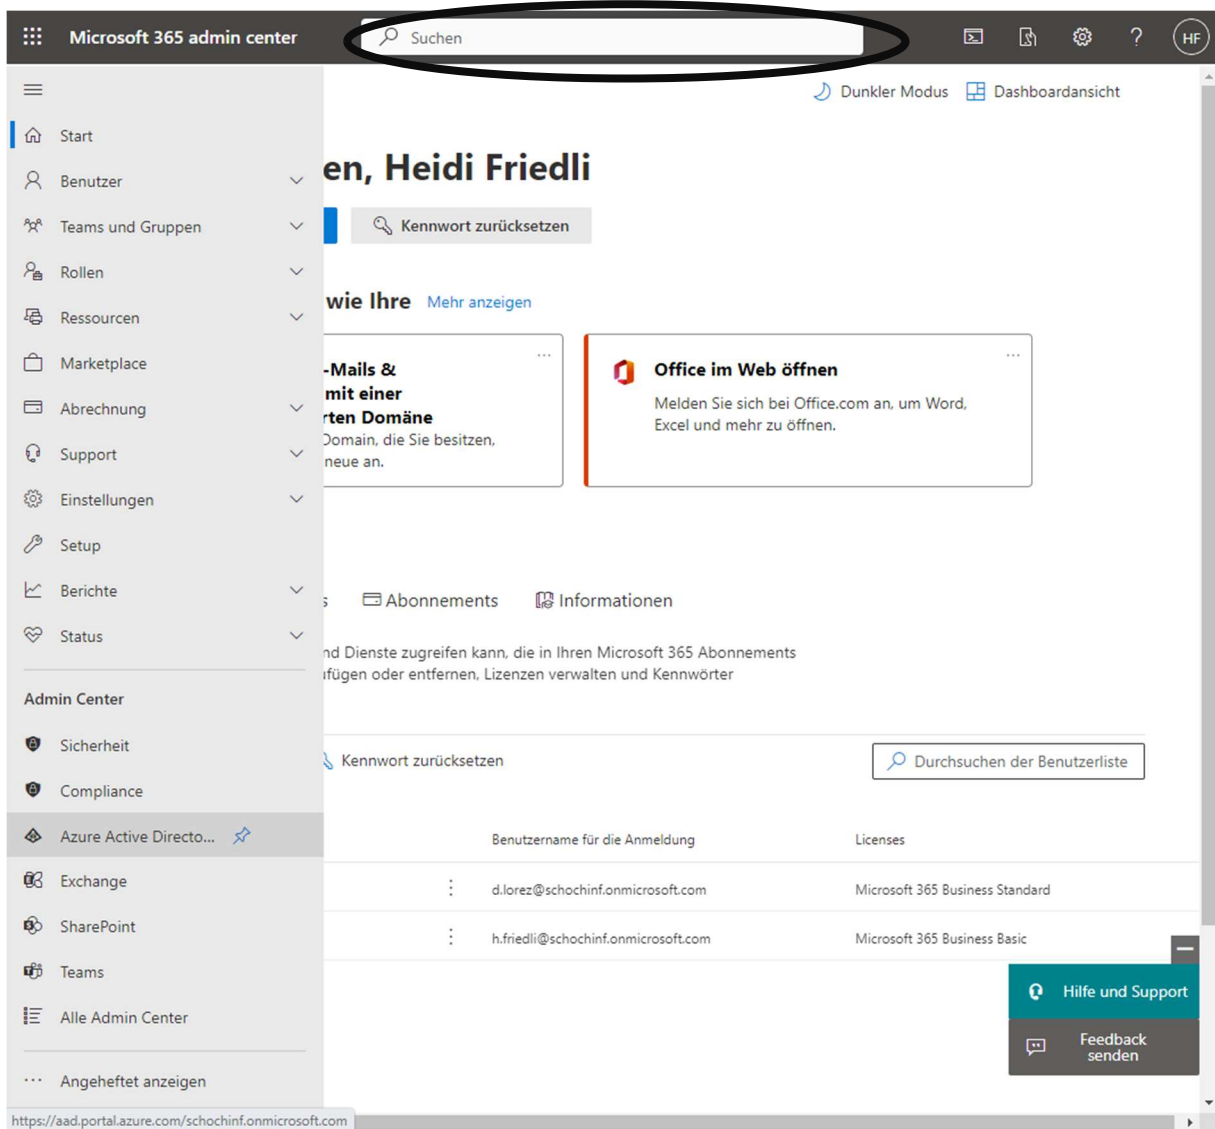 Microsoft 365 admin center
Suchen
HF
Dunkler Modus
Dashboardansicht
Start
Benutzer
Teams und Gruppen
Rollen
Ressourcen
Marketplace
Abrechnung
Support
Einstellungen
Setup
Berichte
Status
Admin Center
Sicherheit
Compliance
Azure Active Directo...
Exchange
SharePoint
Teams
Alle Admin Center
Angeheftet anzeigen
https://aad.portal.azure.com/schochinf.onmicrosoft.com
en, Heidi Friedli
Kennwort zurücksetzen
wie Ihre Mehr anzeigen
-Mails &
mit einer
rten Domäne
Domain, die Sie besitzen,
neue an.
Office im Web öffnen
Melden Sie sich bei Office.com an, um Word,
Excel und mehr zu öffnen.
s
Abonnements
Informationen
nd Dienste zugreifen kann, die in Ihren Microsoft 365 Abonnements
ufügen oder entfernen, Lizenzen verwalten und Kennwörter
Kennwort zurücksetzen
Durchsuchen der Benutzerliste
Benutzername für die Anmeldung
Licenses
d.lorez@schochinf.onmicrosoft.com
Microsoft 365 Business Standard
h.friedli@schochinf.onmicrosoft.com
Microsoft 365 Business Basic
Hilfe und Support
Feedback
senden